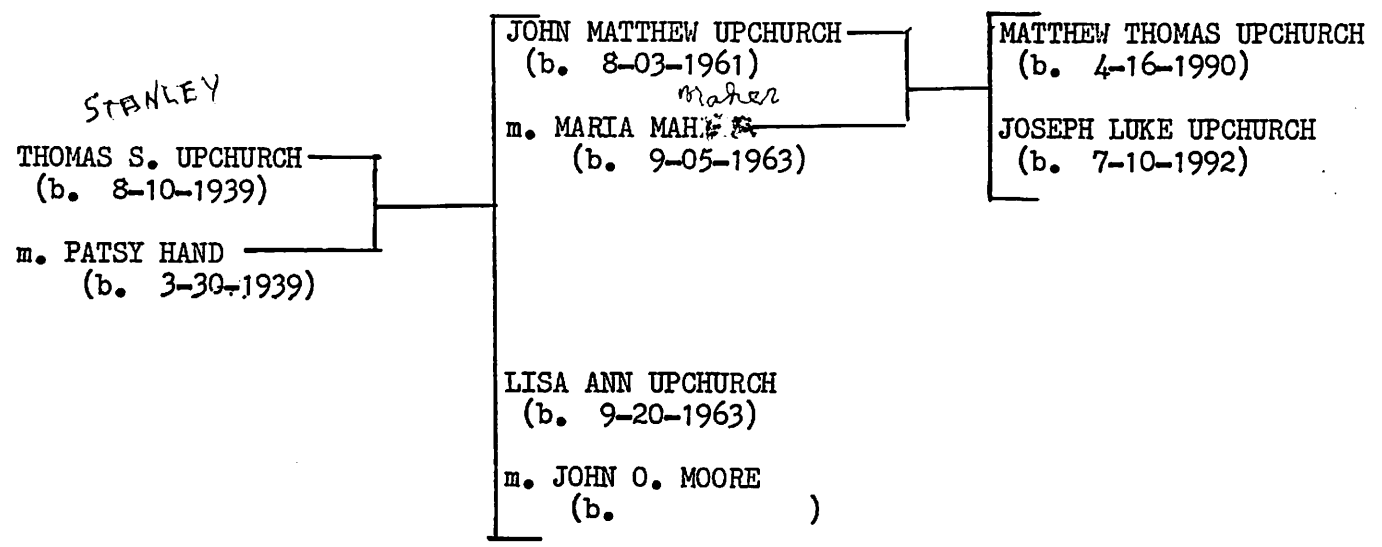 STANLEY
THOMAS S. UPCHURCH
(b. 8-10-1939)
m. PATSY HAND
(b. 3-30-1939)
JOHN MATTHEW UPCHURCH
(b. 8-03-1961)
Maher
m. MARIA
(b. 9-05-1963)
LISA ANN UPCHURCH
(b. 9-20-1963)
m. JOHN O. MOORE
(b. )
MATTHEW THOMAS UPCHURCH
(b. 4-16-1990)
JOSEPH LUKE UPCHURCH
(b. 7-10-1992)